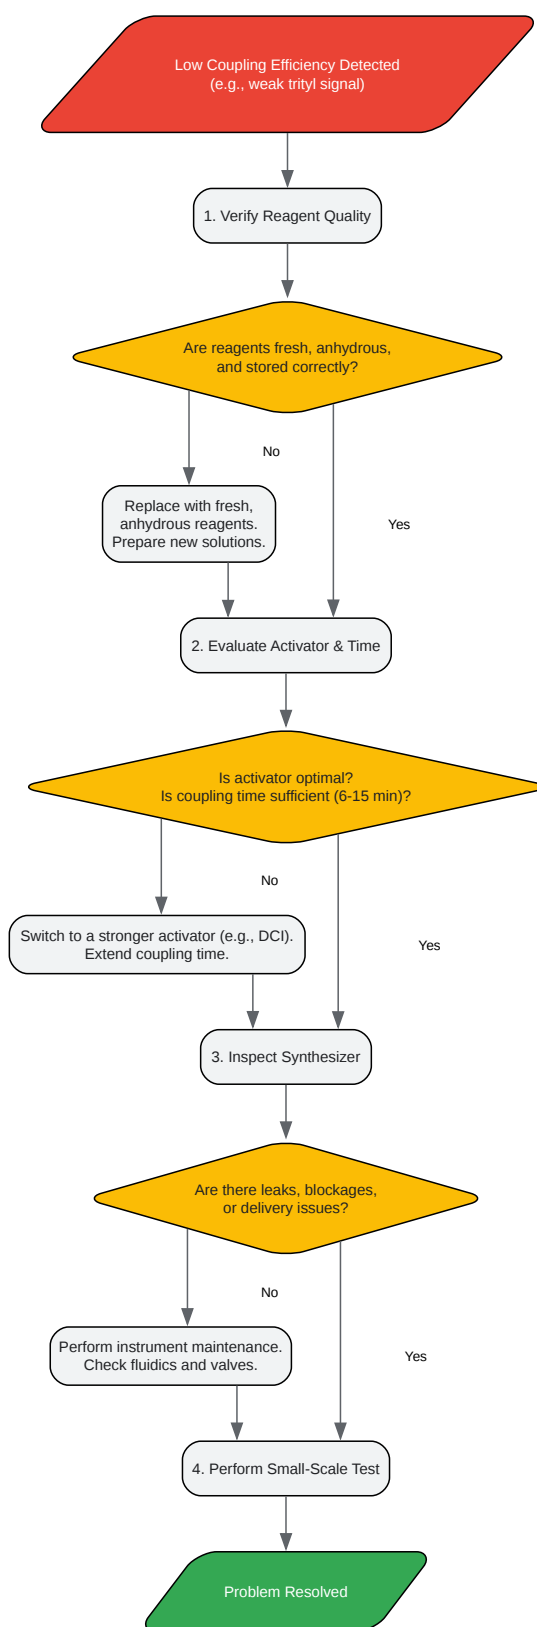 Low Coupling Efficiency Detected
(e.g., weak trityl signal)
1. Verify Reagent Quality
Are reagents fresh, anhydrous,
and stored correctly?
No
Replace with fresh,
anhydrous reagents.
Prepare new solutions.
Yes
2. Evaluate Activator & Time
Is activator optimal?
Is coupling time sufficient (6-15 min)?
No
Switch to a stronger activator (e.g., DCI).
Extend coupling time.
Yes
3. Inspect Synthesizer
Are there leaks, blockages,
or delivery issues?
No
Perform instrument maintenance.
Check fluidics and valves.
Yes
4. Perform Small-Scale Test
Problem Resolved